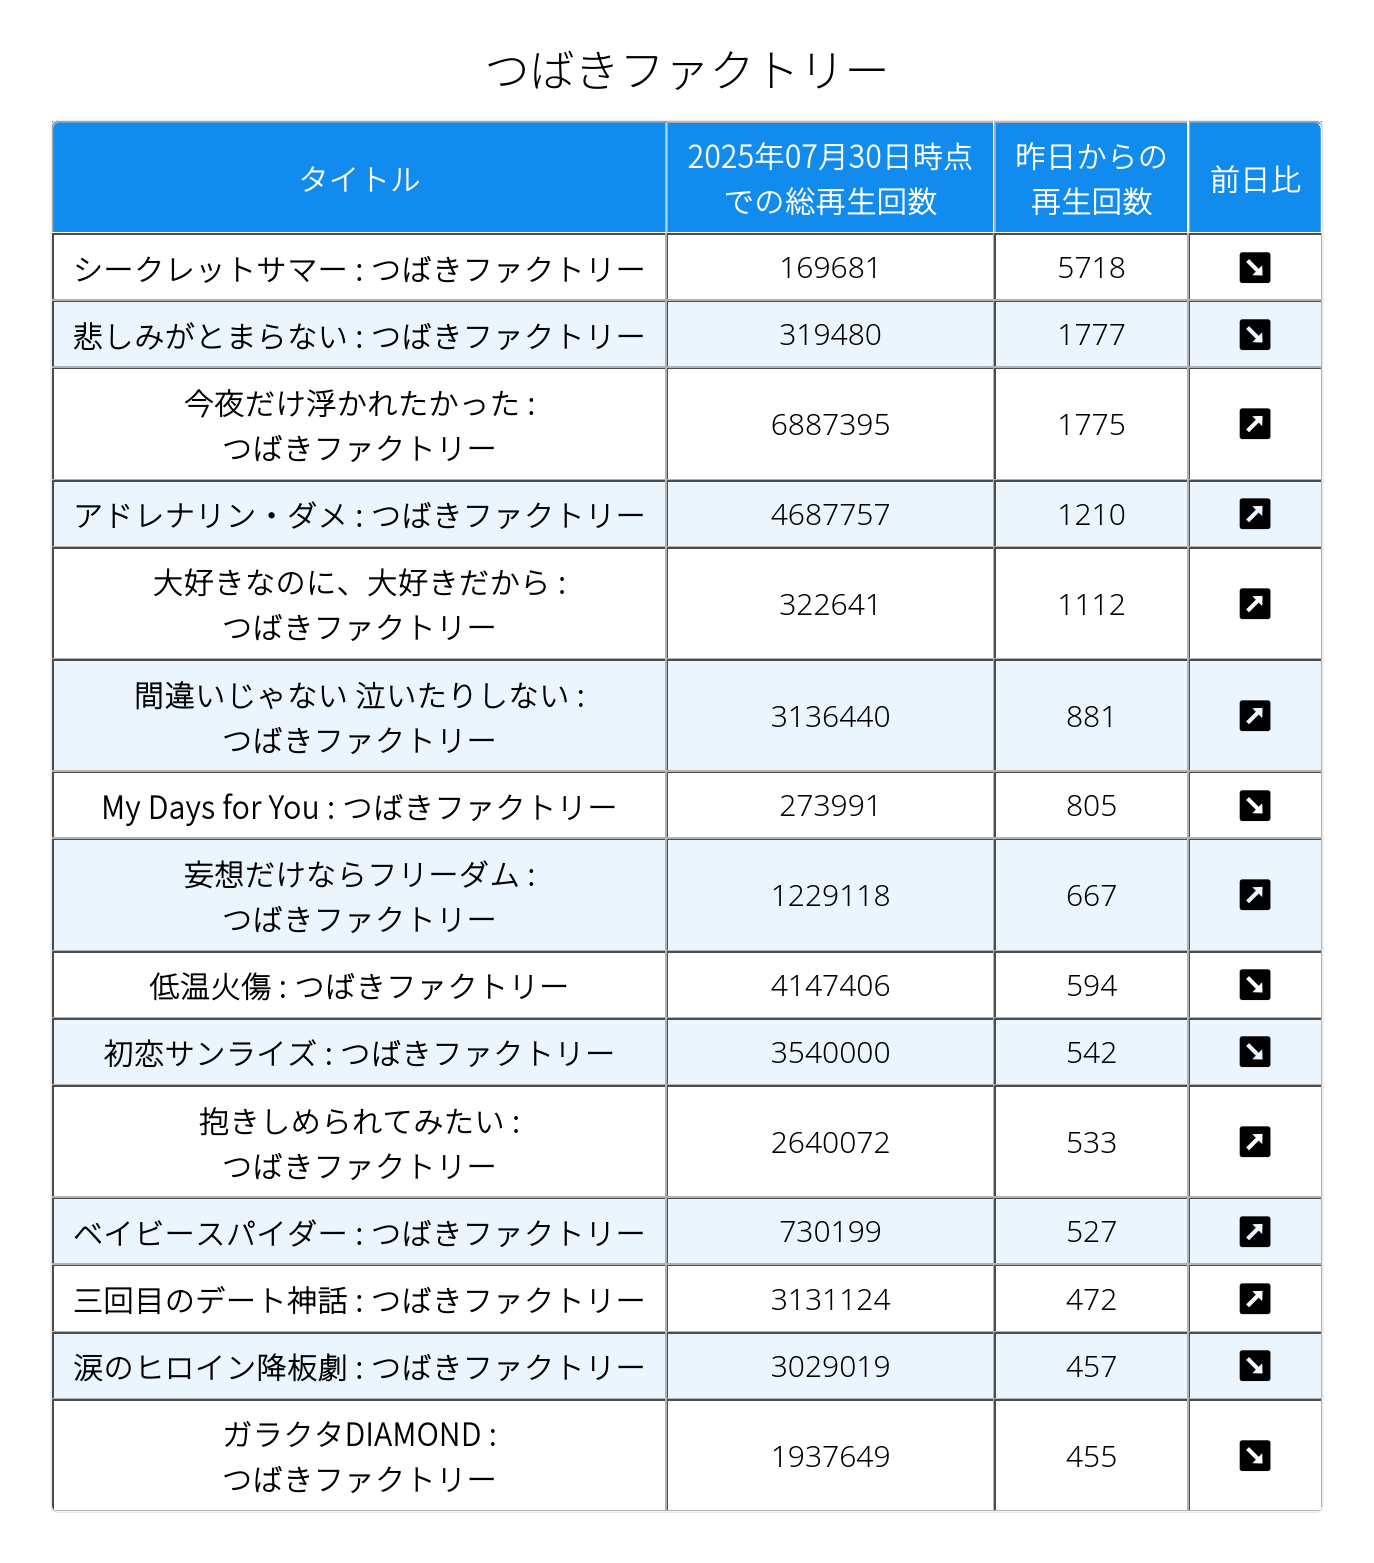 つばきファクトリー
タイトル
2025年07月30日時点
での総再生回数
昨日からの
再生回数
前日比
シークレットサマー : つばきファクトリー 169681 5718
悲しみがとまらない : つばきファクトリー 319480 1777
今夜だけ浮かれたかった :
つばきファクトリー
6887395 1775
アドレナリン・ダメ : つばきファクトリー 4687757 1210
大好きなのに、大好きだから :
つばきファクトリー
322641 1112
間違いじゃない 泣いたりしない :
つばきファクトリー
3136440 881
My Days for You : つばきファクトリー 273991 805
妄想だけならフリーダム :
つばきファクトリー
1229118 667
低温火傷 : つばきファクトリー 4147406 594
初恋サンライズ : つばきファクトリー 3540000 542
抱きしめられてみたい :
つばきファクトリー
2640072 533
ベイビースパイダー : つばきファクトリー 730199 527
三回目のデート神話 : つばきファクトリー 3131124 472
涙のヒロイン降板劇 : つばきファクトリー 3029019 457
ガラクタDIAMOND :
つばきファクトリー
1937649 455